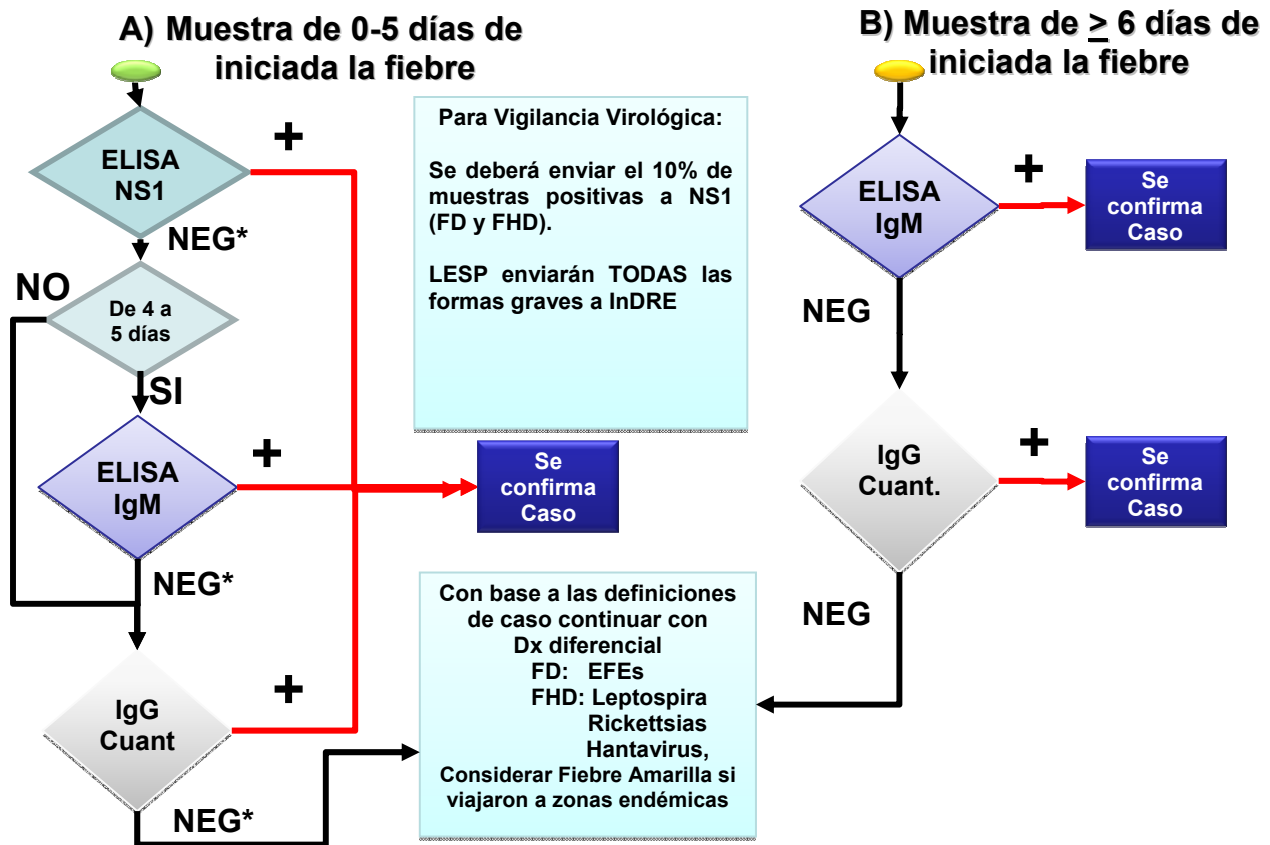 A) Muestra de 0-5 días de
iniciada la fiebre
ELISA
NS1
+
NEG*
NO
De 4 a
5 días
SI
ELISA
IgM
+
NEG*
IgG
Cuant
+
NEG*
Para Vigilancia Virológica:
Se deberá enviar el 10% de
muestras positivas a NS1
(FD y FHD).
LESP enviarán TODAS las
formas graves a InDRE
Se
confirma
Caso
Con base a las definiciones
de caso continuar con
Dx diferencial
FD: EFEs
FHD: Leptospira
Rickettsias
Hantavirus,
Considerar Fiebre Amarilla si
viajaron a zonas endémicas
B) Muestra de > 6 días de
iniciada la fiebre
ELISA
IgM
+
Se
confirma
Caso
NEG
IgG
Cuant.
+
Se
confirma
Caso
NEG